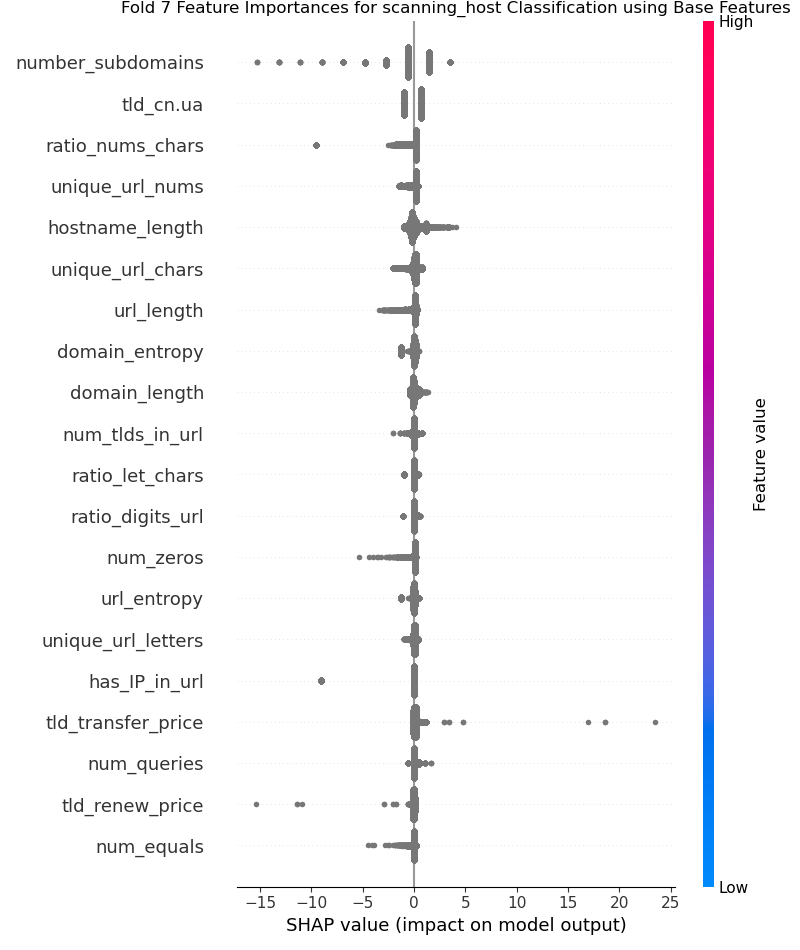 Fold 7 Feature Importances for scanning_host Classification using Base Features
High
number_subdomains
tld_cn.ua
ratio_nums_chars
unique_url_nums
hostname_length
unique_url_chars
url_length
domain_entropy
domain_length
num_tlds_in_url
ratio_let_chars
ratio_digits_url
num_zeros
url_entropy
unique_url_letters
has_IP_in_url
tld_transfer_price
num_queries
tld_renew_price
num_equals
Feature value
Low
−15 −10 −5 0 5 10 15 20 25
SHAP value (impact on model output)